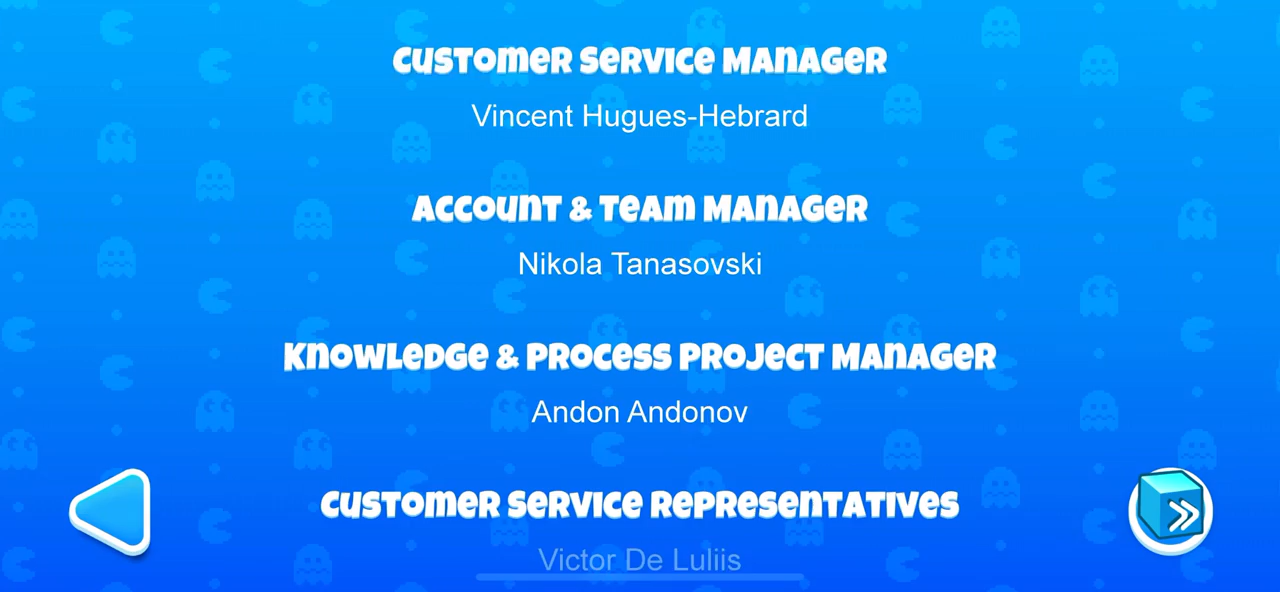 Customer Service Manager
Vincent Hugues-Hebrard
Account & Team Manager
Nikola Tanasovski
Knowledge & Process Project Manager
Andon Andonov
Customer Service Representatives
Victor De Luliis